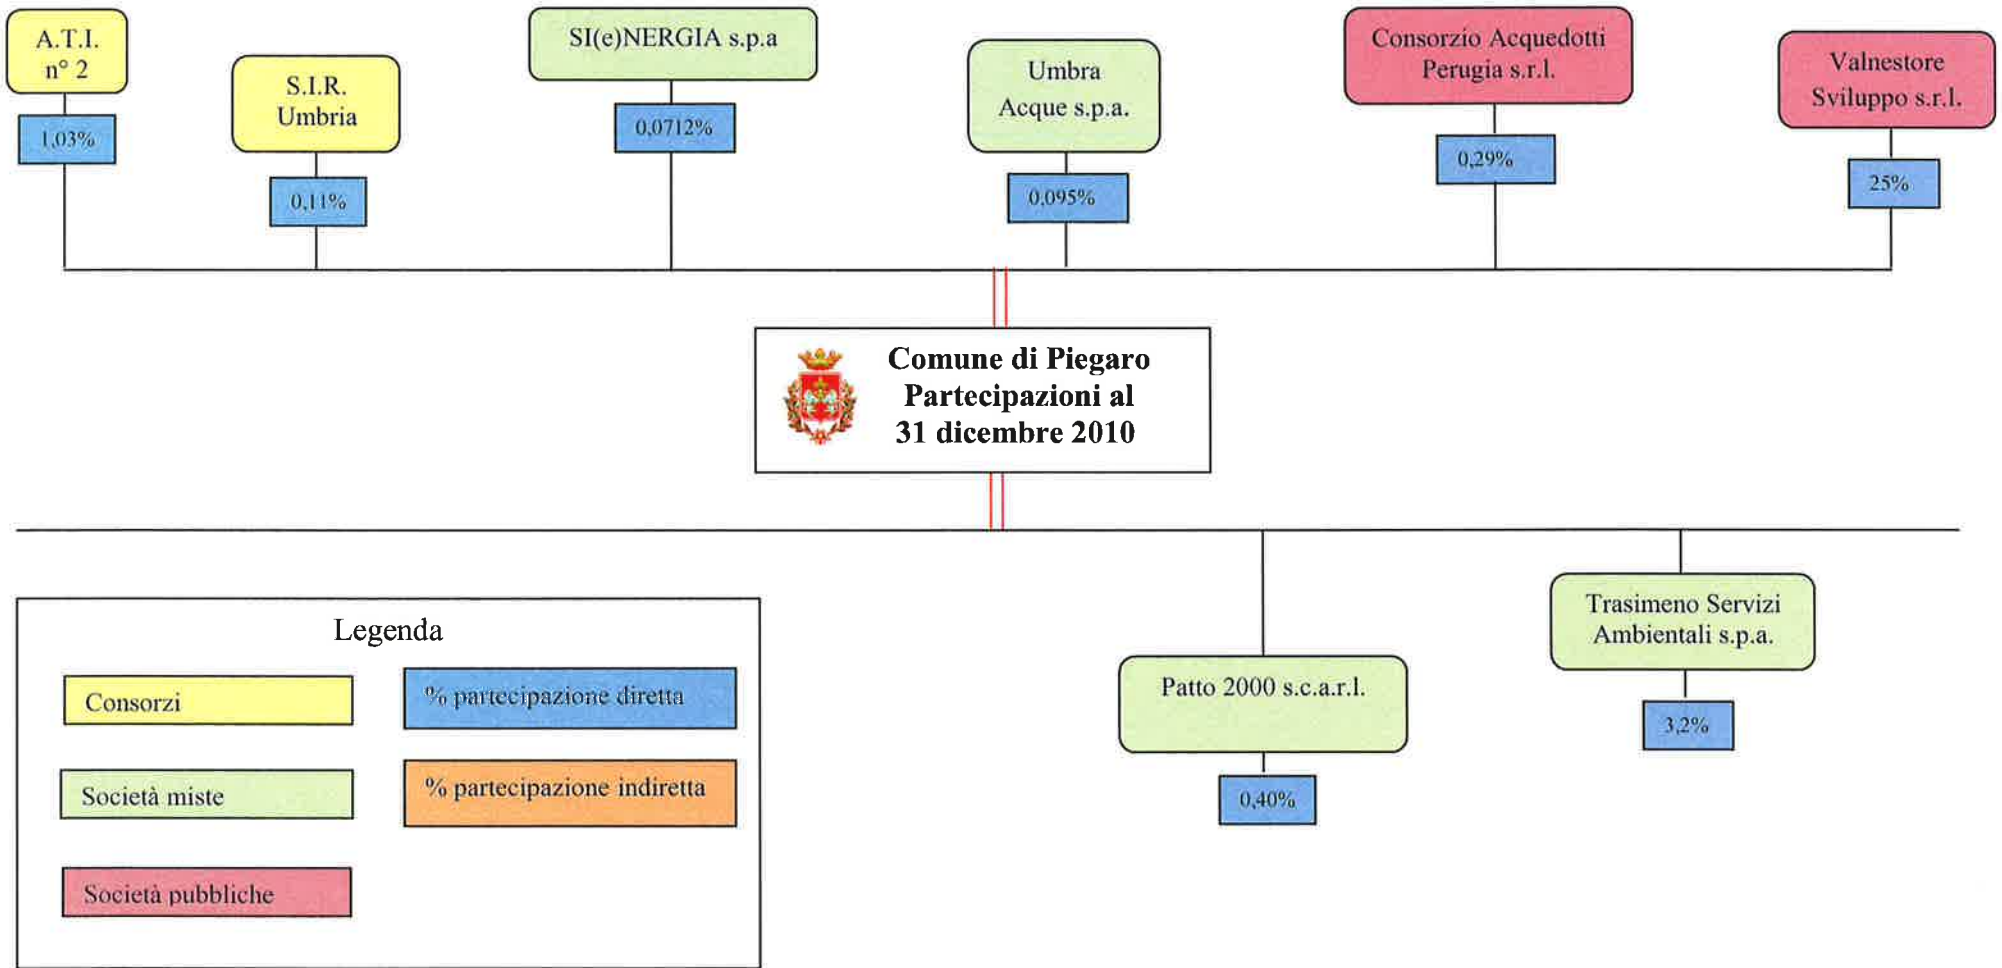 A.T.I.
n° 2
1,03%
S.I.R.
Umbria
0,11%
SI(e)NERGIA s.p.a
0,0712%
Umbra
Acque s.p.a.
0,095%
Consorzio Acquedotti
Perugia s.r.l.
0,29%
Valnestore
Sviluppo s.r.l.
25%
Comune di Piegaro
Partecipazioni al
31 dicembre 2010
Legenda
Consorzi
% partecipazione diretta
Società miste
% partecipazione indiretta
Società pubbliche
Patto 2000 s.c.a.r.l.
0,40%
Trasimeno Servizi
Ambientali s.p.a.
3,2%